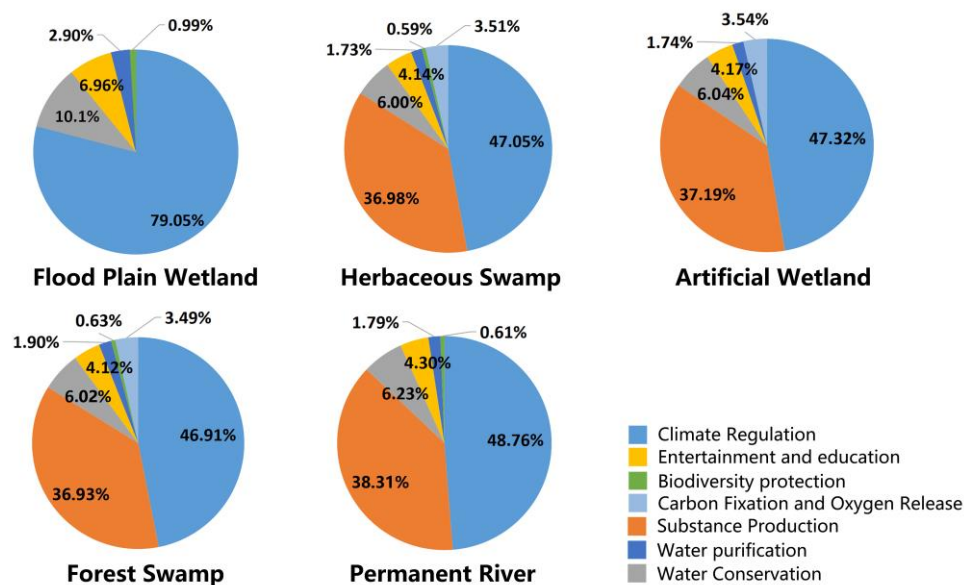 2.90%
0.99%
6.96%
10.1%
79.05%
Flood Plain Wetland
1.73%
0.59%
3.51%
4.14%
6.00%
47.05%
36.98%
Herbaceous Swamp
1.74%
3.54%
4.17%
6.04%
47.32%
37.19%
Artificial Wetland
1.90%
0.63%
3.49%
4.12%
6.02%
46.91%
36.93%
Forest Swamp
1.79%
0.61%
4.30%
6.23%
48.76%
38.31%
Permanent River
Climate Regulation
Entertainment and education
Biodiversity protection
Carbon Fixation and Oxygen Release
Substance Production
Water purification
Water Conservation